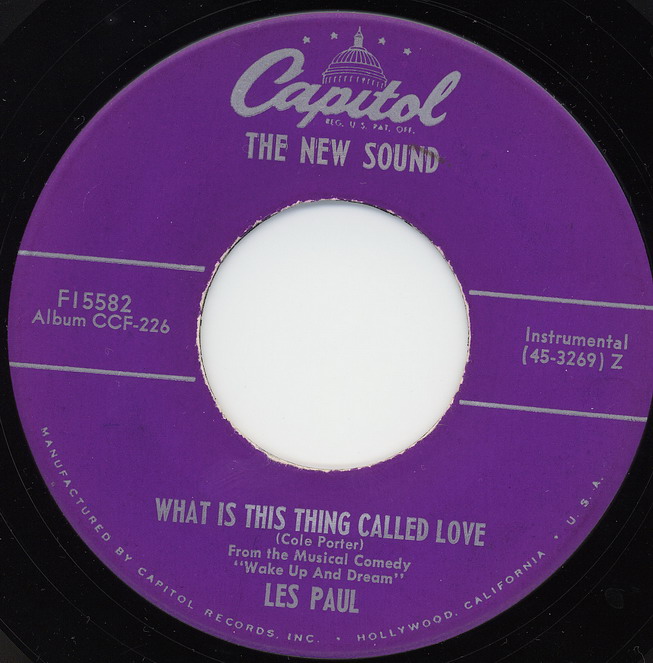 Capitol
REG. U.S. PAT. OFF.
THE NEW SOUND
F15582
Album CCF-226
Instrumental
(45-3269) Z
WHAT IS THIS THING CALLED LOVE
(Cole Porter)
From the Musical Comedy
"Wake Up And Dream"
LES PAUL
MANUFACTURED BY CAPITOL RECORDS, INC. • HOLLYWOOD, CALIFORNIA • U.S.A.